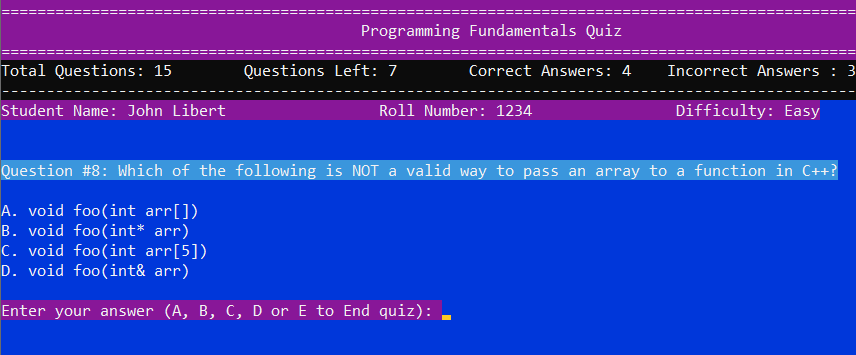 ===============================================================================================
Programming Fundamentals Quiz
===============================================================================================
Total Questions: 15        Questions Left: 7        Correct Answers: 4    Incorrect Answers : 3
-----------------------------------------------------------------------------------------------
Student Name: John Libert                 Roll Number: 1234                Difficulty: Easy
Question #8: Which of the following is NOT a valid way to pass an array to a function in C++?
A. void foo(int arr[])
B. void foo(int* arr)
C. void foo(int arr[5])
D. void foo(int& arr)
Enter your answer (A, B, C, D or E to End quiz):